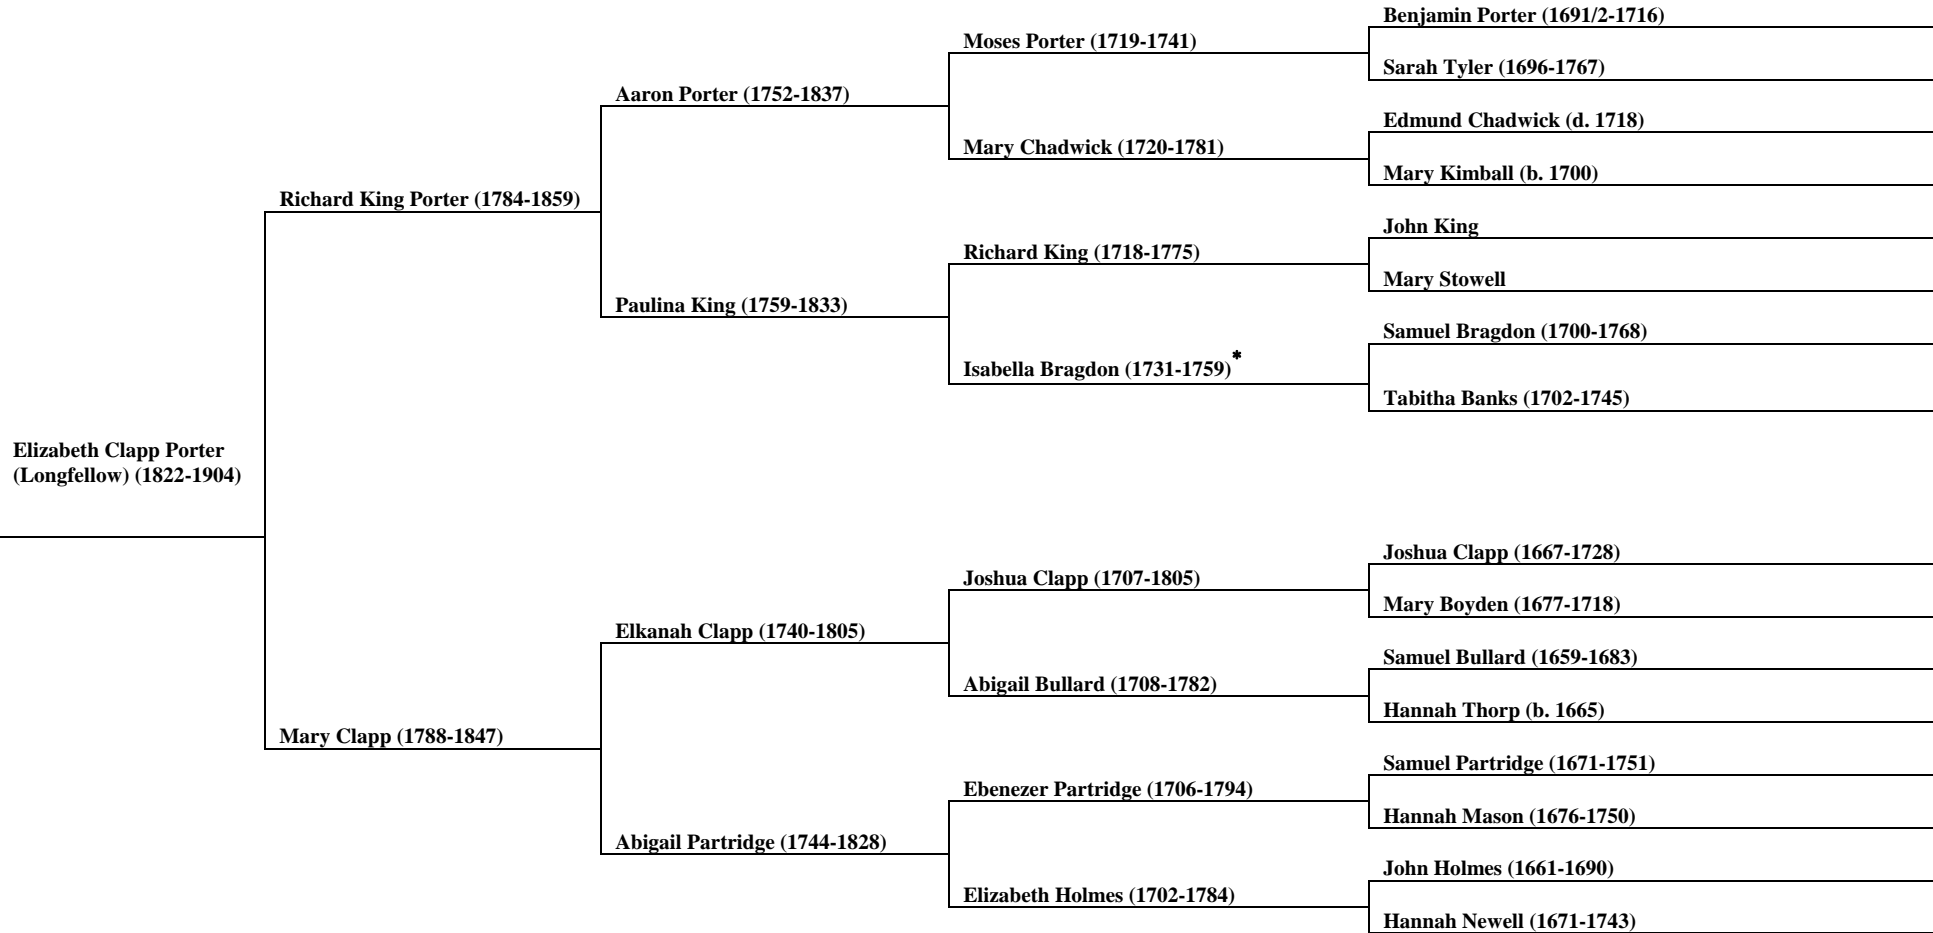 Benjamin Porter (1691/2-1716)
Moses Porter (1719-1741)
Sarah Tyler (1696-1767)
Aaron Porter (1752-1837)
Edmund Chadwick (d. 1718)
Mary Chadwick (1720-1781)
Mary Kimball (b. 1700)
Richard King Porter (1784-1859)
John King
Richard King (1718-1775)
Mary Stowell
Paulina King (1759-1833)
Samuel Bragdon (1700-1768)
Isabella Bragdon (1731-1759)*
Tabitha Banks (1702-1745)
Elizabeth Clapp Porter
(Longfellow) (1822-1904)
Joshua Clapp (1667-1728)
Joshua Clapp (1707-1805)
Mary Boyden (1677-1718)
Elkanah Clapp (1740-1805)
Samuel Bullard (1659-1683)
Abigail Bullard (1708-1782)
Hannah Thorp (b. 1665)
Mary Clapp (1788-1847)
Samuel Partridge (1671-1751)
Ebenezer Partridge (1706-1794)
Hannah Mason (1676-1750)
Abigail Partridge (1744-1828)
John Holmes (1661-1690)
Elizabeth Holmes (1702-1784)
Hannah Newell (1671-1743)